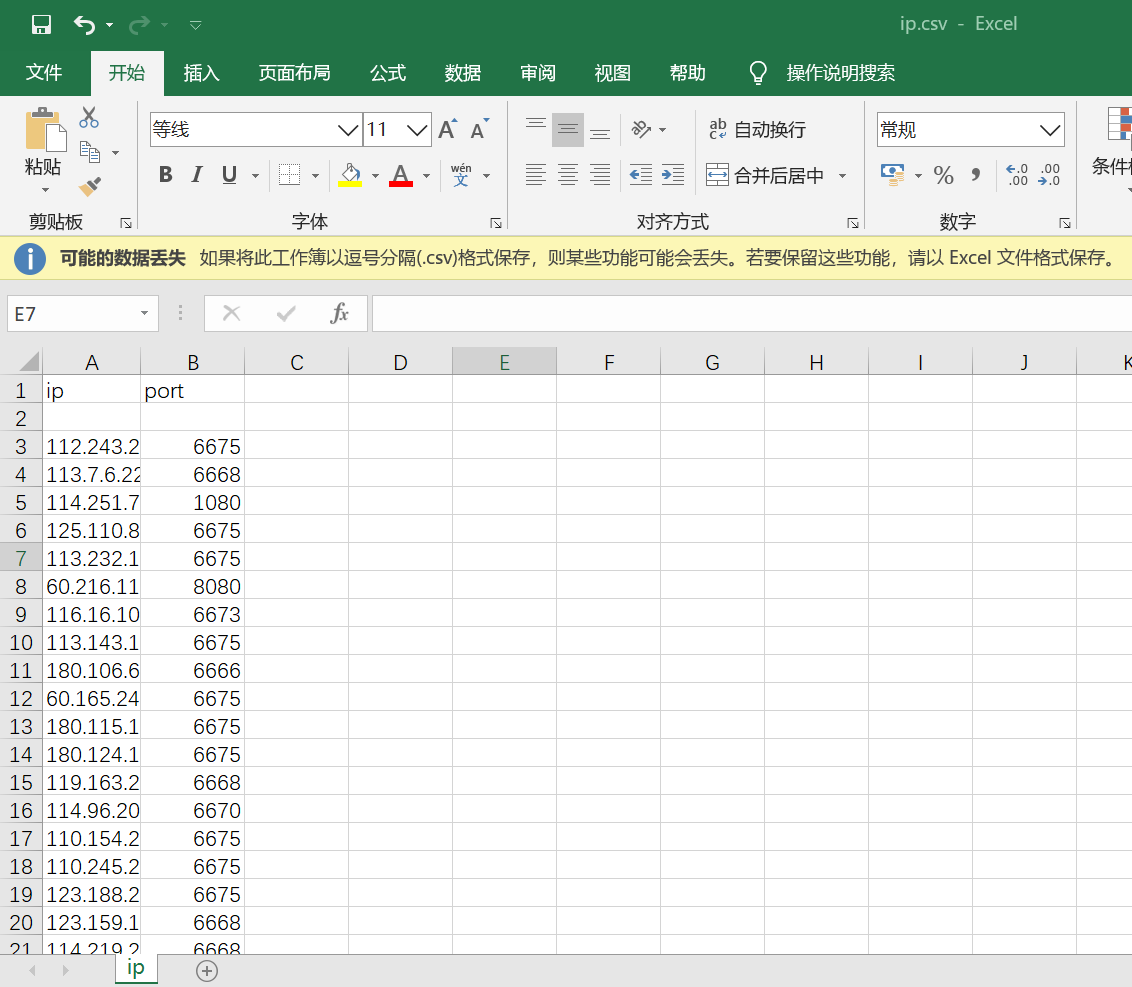 ip.csv - Excel
文件 开始 插入 页面布局 公式 数据 审阅 视图 帮助 操作说明搜索
等线 11 ab 自动换行 常规
粘贴 B I U A wén 文 合并后居中 % .00 .00 条件
剪贴板 字体 对齐方式 数字
可能的数据丢失 如果将此工作簿以逗号分隔(.csv)格式保存，则某些功能可能会丢失。若要保留这些功能，请以 Excel 文件格式保存。
E7 fx
A B C D E F G H I J K
1 ip port
2
3 112.243.2 6675
4 113.7.6.22 6668
5 114.251.7 1080
6 125.110.8 6675
7 113.232.1 6675
8 60.216.11 8080
9 116.16.10 6673
10 113.143.1 6675
11 180.106.6 6666
12 60.165.24 6675
13 180.115.1 6675
14 180.124.1 6675
15 119.163.2 6668
16 114.96.20 6670
17 110.154.2 6675
18 110.245.2 6675
19 123.188.2 6675
20 123.159.1 6668
21 114.219.2 6668
ip